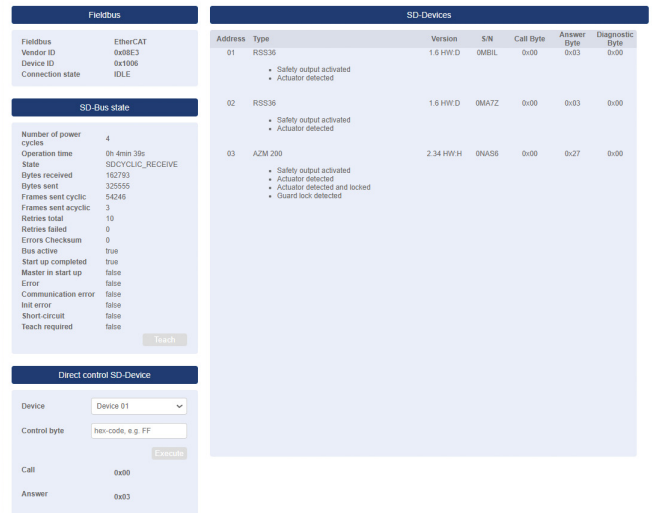 Fieldbus
Fieldbus EtherCAT
Vendor ID 0x08E3
Device ID 0x1006
Connection state IDLE
SD-Bus state
Number of power cycles 4
Operation time 0h 4min 39s
State SDCYCLIC_RECEIVE
Bytes received 162793
Bytes sent 325555
Frames sent cyclic 54246
Frames sent acyclic 3
Retries total 10
Retries failed 0
Errors Checksum 0
Bus active true
Start up completed true
Master in start up false
Error false
Communication error false
Init error false
Short-circuit false
Teach required false
Teach
Direct control SD-Device
Device Device 01
Control byte hex-code, e.g. FF
Execute
Call 0x00
Answer 0x03
SD-Devices
Address Type Version S/N Call Byte Answer Byte Diagnostic Byte
01 RSS36 1.6 HW:D 0MBIL 0x00 0x03 0x00
• Safety output activated
• Actuator detected
02 RSS36 1.6 HW:D 0MA7Z 0x00 0x03 0x00
• Safety output activated
• Actuator detected
03 AZM 200 2.34 HW:H 0NAS6 0x00 0x27 0x00
• Safety output activated
• Actuator detected
• Actuator detected and locked
• Guard lock detected